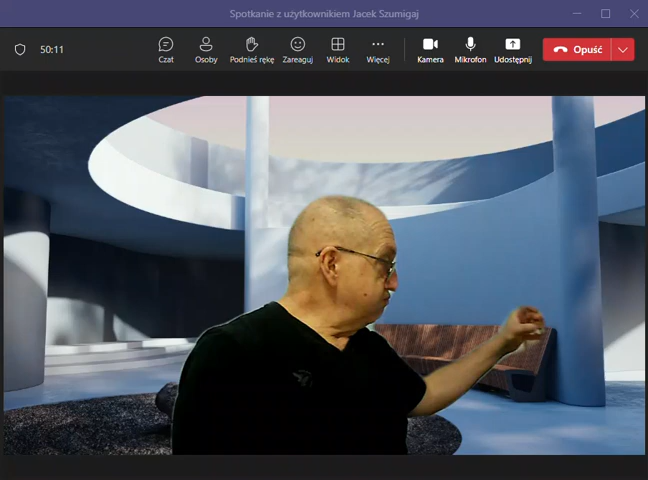 Spotkanie z użytkownikiem Jacek Szumigaj
50:11
Czat
Osoby
Podnieś rękę
Zareaguj
Widok
Więcej
Kamera
Mikrofon
Udostępnij
Opuść